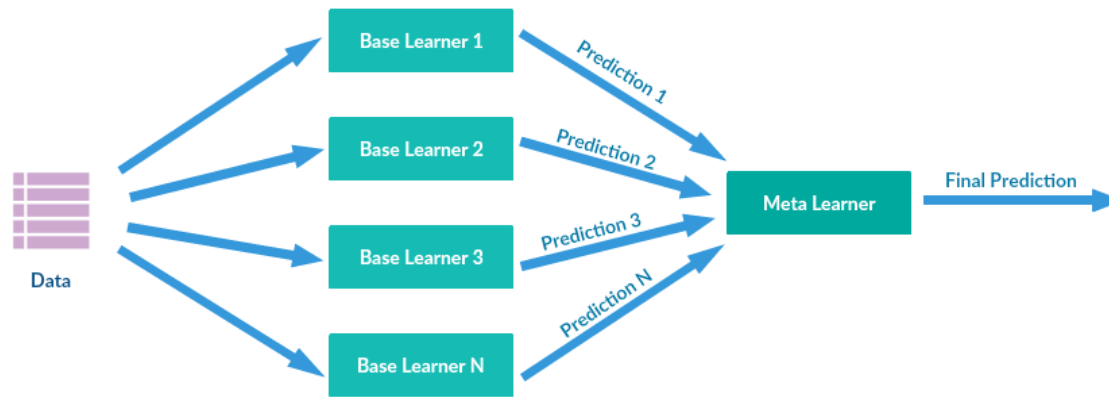 Base Learner 1
Prediction 1
Base Learner 2
Prediction 2
Data
Meta Learner
Final Prediction
Base Learner 3
Prediction 3
Base Learner N
Prediction N